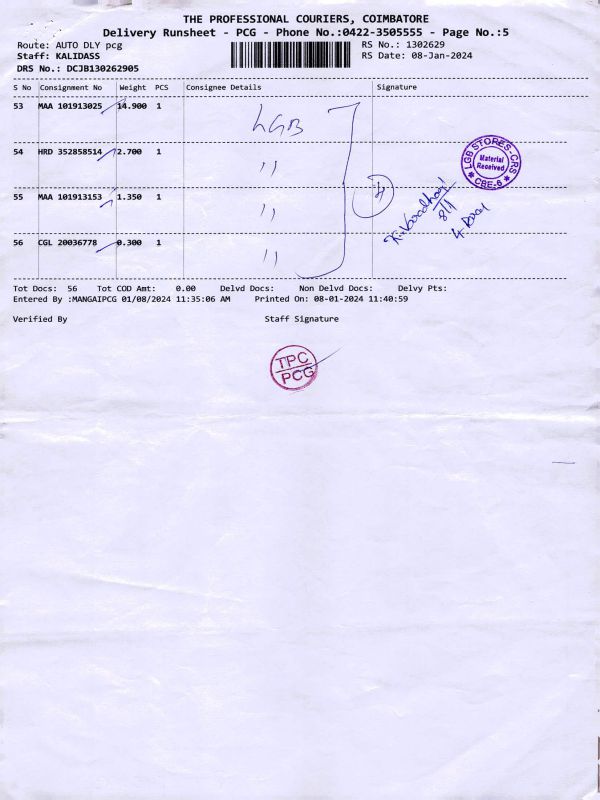 THE PROFESSIONAL COURIERS, COIMBATORE
Delivery Runsheet - PCG - Phone No.:0422-3505555 - Page No.:5
Route: AUTO DLY pcg RS No.: 1302629
Staff: KALIDASS RS Date: 08-Jan-2024
DRS No.: DCJB130262905
S No Consignment No Weight PCS Consignee Details Signature
53 MAA 101913025 14.900 1 LGB
54 HRD 352858514 2.700 1 〃
LGB STORES-CRS
Material
Received
CBE-6
55 MAA 101913153 1.350 1 〃
4
8/1
56 CGL 20036778 0.300 1 〃
Tot Docs: 56 Tot COD Amt: 0.00 Delvd Docs: Non Delvd Docs: Delvy Pts:
Entered By :MANGAIPCG 01/08/2024 11:35:06 AM Printed On: 08-01-2024 11:40:59
Verified By Staff Signature
TPC
PCG